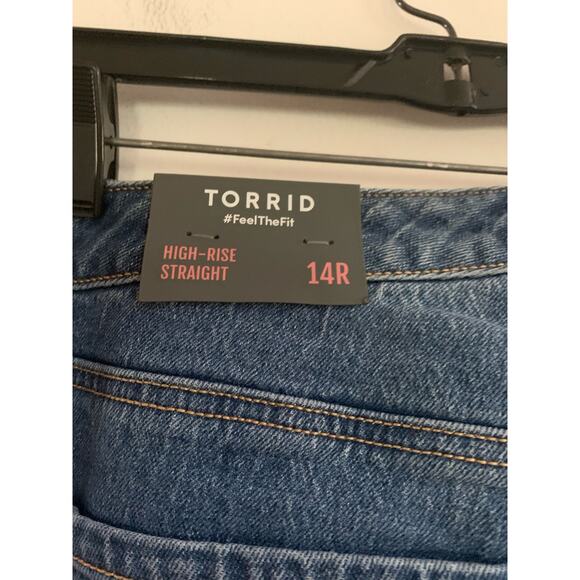 TORRID
#FeelTheFit
HIGH-RISE
STRAIGHT
14R